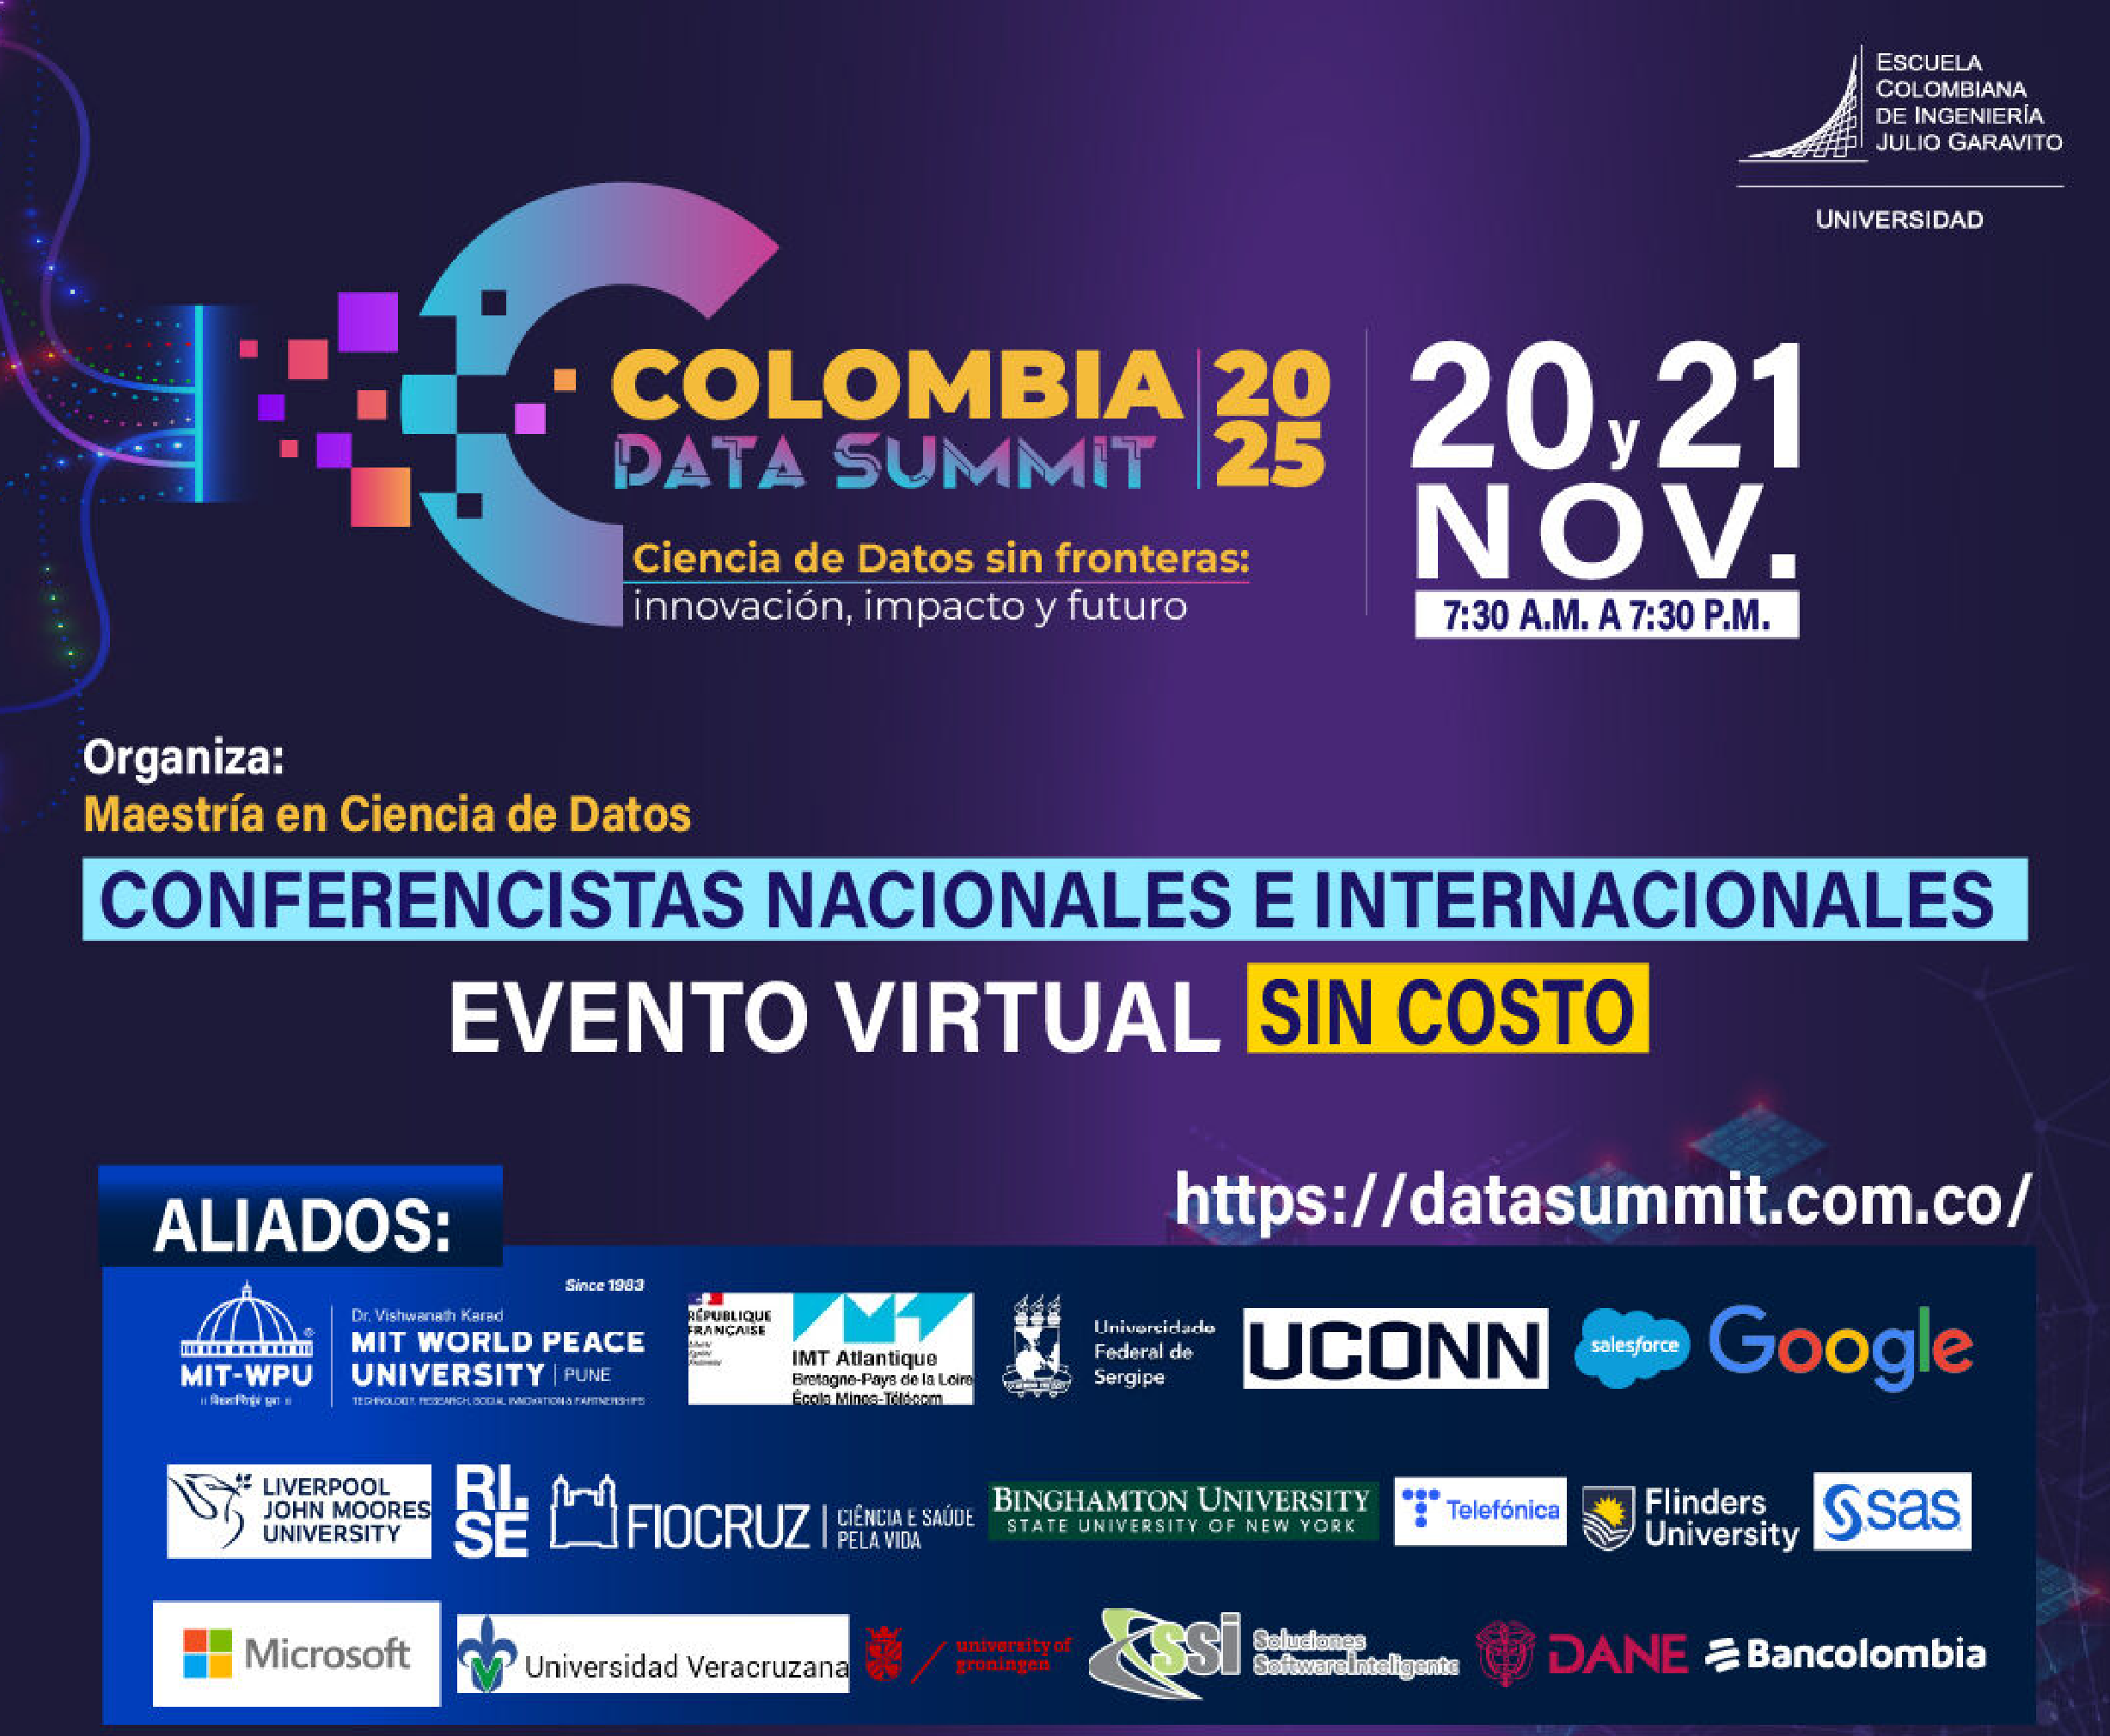 ESCUELA
COLOMBIANA
DE INGENIERÍA
JULIO GARAVITO
UNIVERSIDAD
COLOMBIA 20
DATA SUMMIT 25
Ciencia de Datos sin fronteras:
innovación, impacto y futuro
20 y 21
NOV.
7:30 A.M. A 7:30 P.M.
Organiza:
Maestría en Ciencia de Datos
CONFERENCISTAS NACIONALES E INTERNACIONALES
EVENTO VIRTUAL SIN COSTO
https://datasummit.com.co/
ALIADOS:
Since 1983
MIT-WPU
Dr. Vishwanath Karad
MIT WORLD PEACE
UNIVERSITY | PUNE
TECHNOLOGY, RESEARCH, SOCIAL INNOVATION & PARTNERSHIPS
RÉPUBLIQUE
FRANÇAISE
IMT Atlantique
Bretagne-Pays de la Loire
École Mines-Télécom
Universidade
Federal de
Sergipe
UCONN
salesforce
Google
LIVERPOOL
JOHN MOORES
UNIVERSITY
RI.
SE
FIOCRUZ
CIÊNCIA E SAÚDE
PELA VIDA
BINGHAMTON UNIVERSITY
STATE UNIVERSITY OF NEW YORK
Telefónica
Flinders
University
sas
Microsoft
Universidad Veracruzana
university of
groningen
ssi
Soluciones
Software Inteligente
DANE
Bancolombia